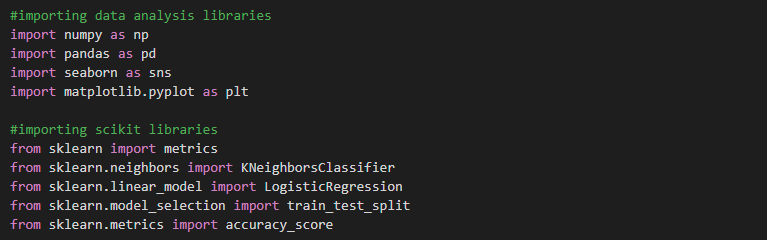 #importing data analysis libraries
import numpy as np
import pandas as pd
import seaborn as sns
import matplotlib.pyplot as plt
#importing scikit libraries
from sklearn import metrics
from sklearn.neighbors import KNeighborsClassifier
from sklearn.linear_model import LogisticRegression
from sklearn.model_selection import train_test_split
from sklearn.metrics import accuracy_score